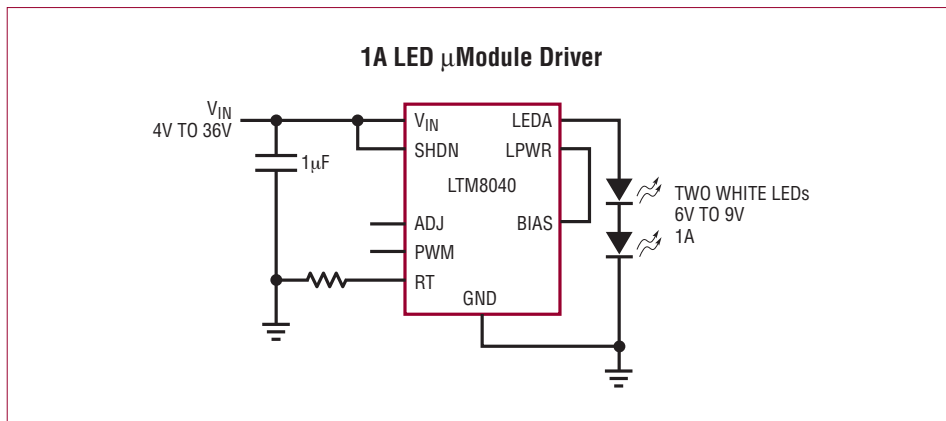 1A LED μModule Driver
VIN
4V TO 36V
1μF
VIN
SHDN
ADJ
PWM
RT
LTM8040
GND
LEDA
LPWR
BIAS
TWO WHITE LEDs
6V TO 9V
1A